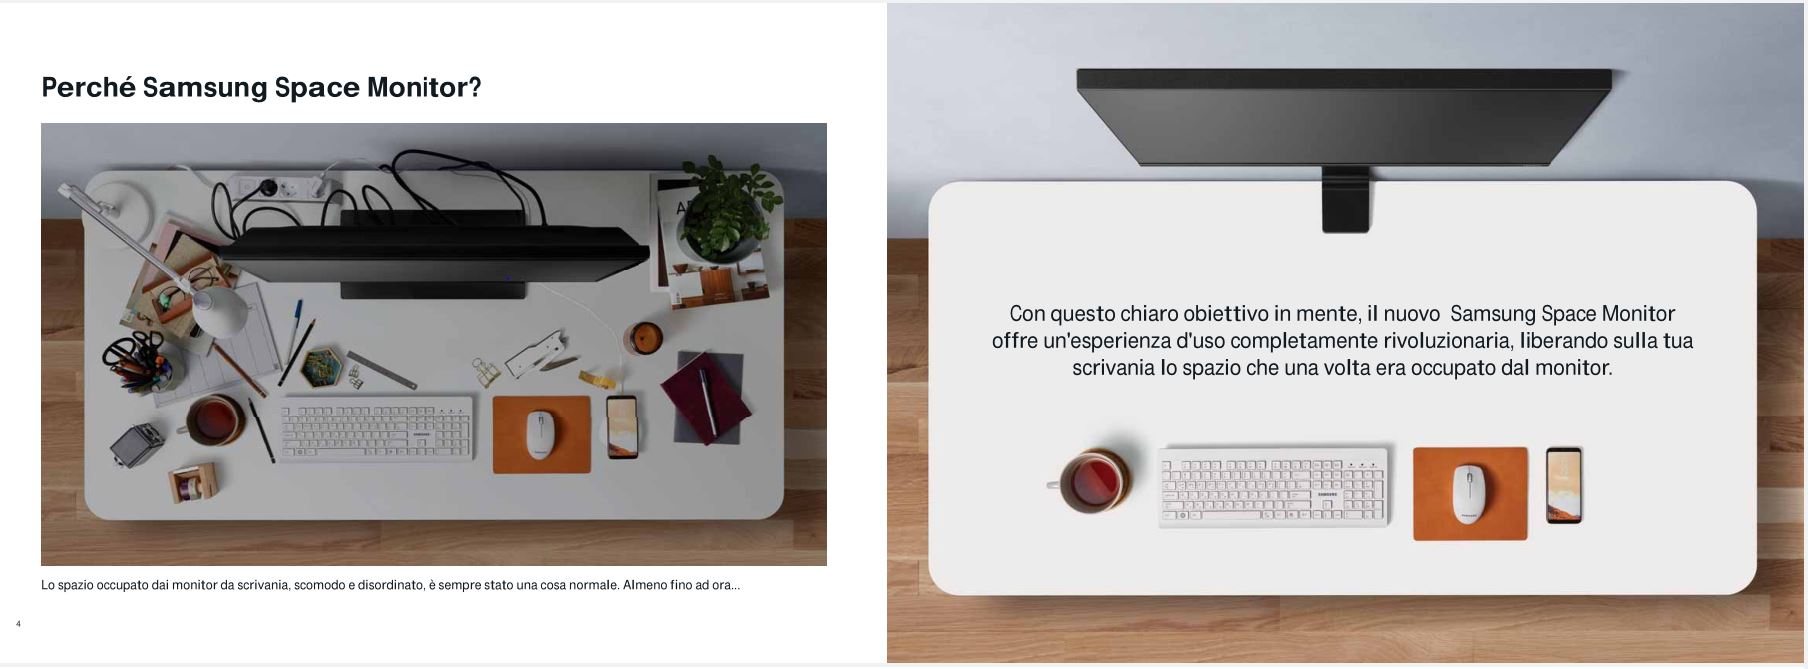 Perché Samsung Space Monitor?
Lo spazio occupato dai monitor da scrivania, scomodo e disordinato, è sempre stato una cosa normale. Almeno fino ad ora...
4
Con questo chiaro obiettivo in mente, il nuovo  Samsung Space Monitor
offre un'esperienza d'uso completamente rivoluzionaria, liberando sulla tua
scrivania lo spazio che una volta era occupato dal monitor.
SAMSUNG